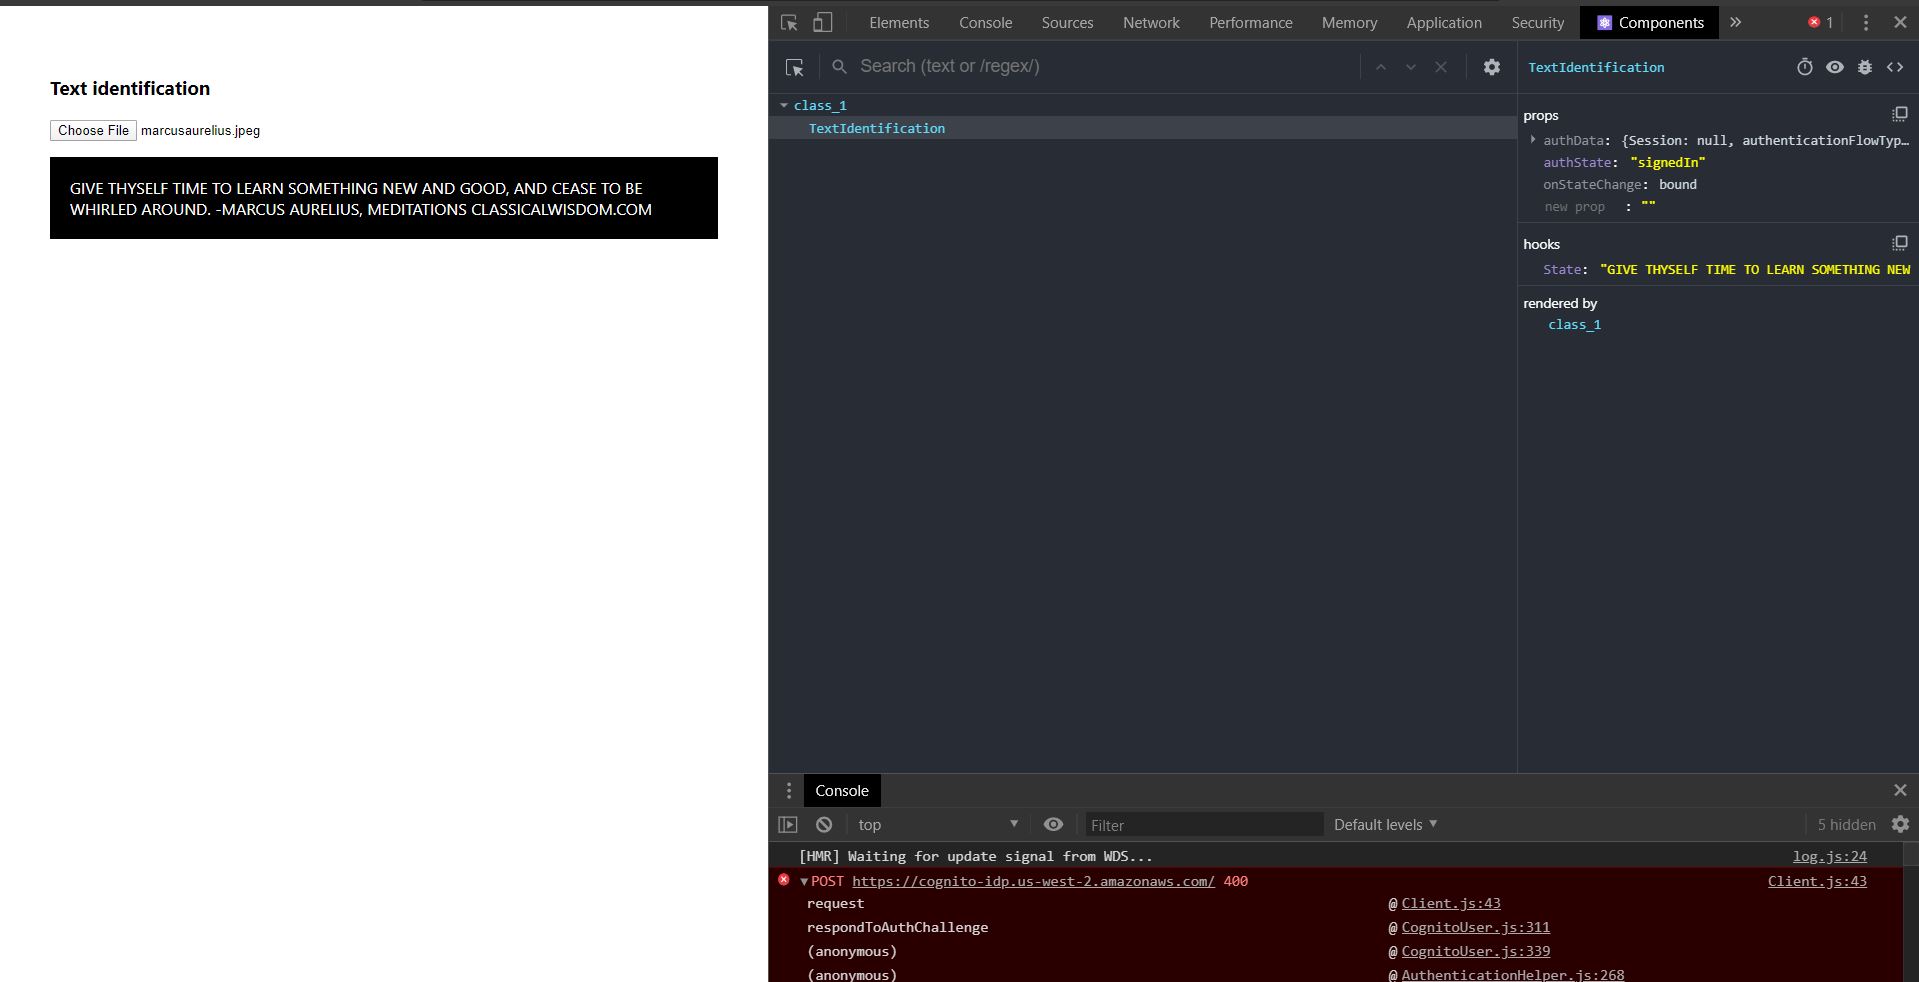 Elements Console Sources Network Performance Memory Application Security Components » 1
Text identification
Choose File marcusaurelius.jpeg
GIVE THYSELF TIME TO LEARN SOMETHING NEW AND GOOD, AND CEASE TO BE
WHIRLED AROUND. -MARCUS AURELIUS, MEDITATIONS CLASSICALWISDOM.COM
Search (text or /regex/)
class_1
TextIdentification
TextIdentification
props
authData: {Session: null, authenticationFlowTyp…
authState: "signedIn"
onStateChange: bound
new prop : ""
hooks
State: "GIVE THYSELF TIME TO LEARN SOMETHING NEW
rendered by
class_1
Console
top Filter Default levels 5 hidden
[HMR] Waiting for update signal from WDS... log.js:24
POST https://cognito-idp.us-west-2.amazonaws.com/ 400 Client.js:43
request @ Client.js:43
respondToAuthChallenge @ CognitoUser.js:311
(anonymous) @ CognitoUser.js:339
(anonymous) @ AuthenticationHelper.js:268